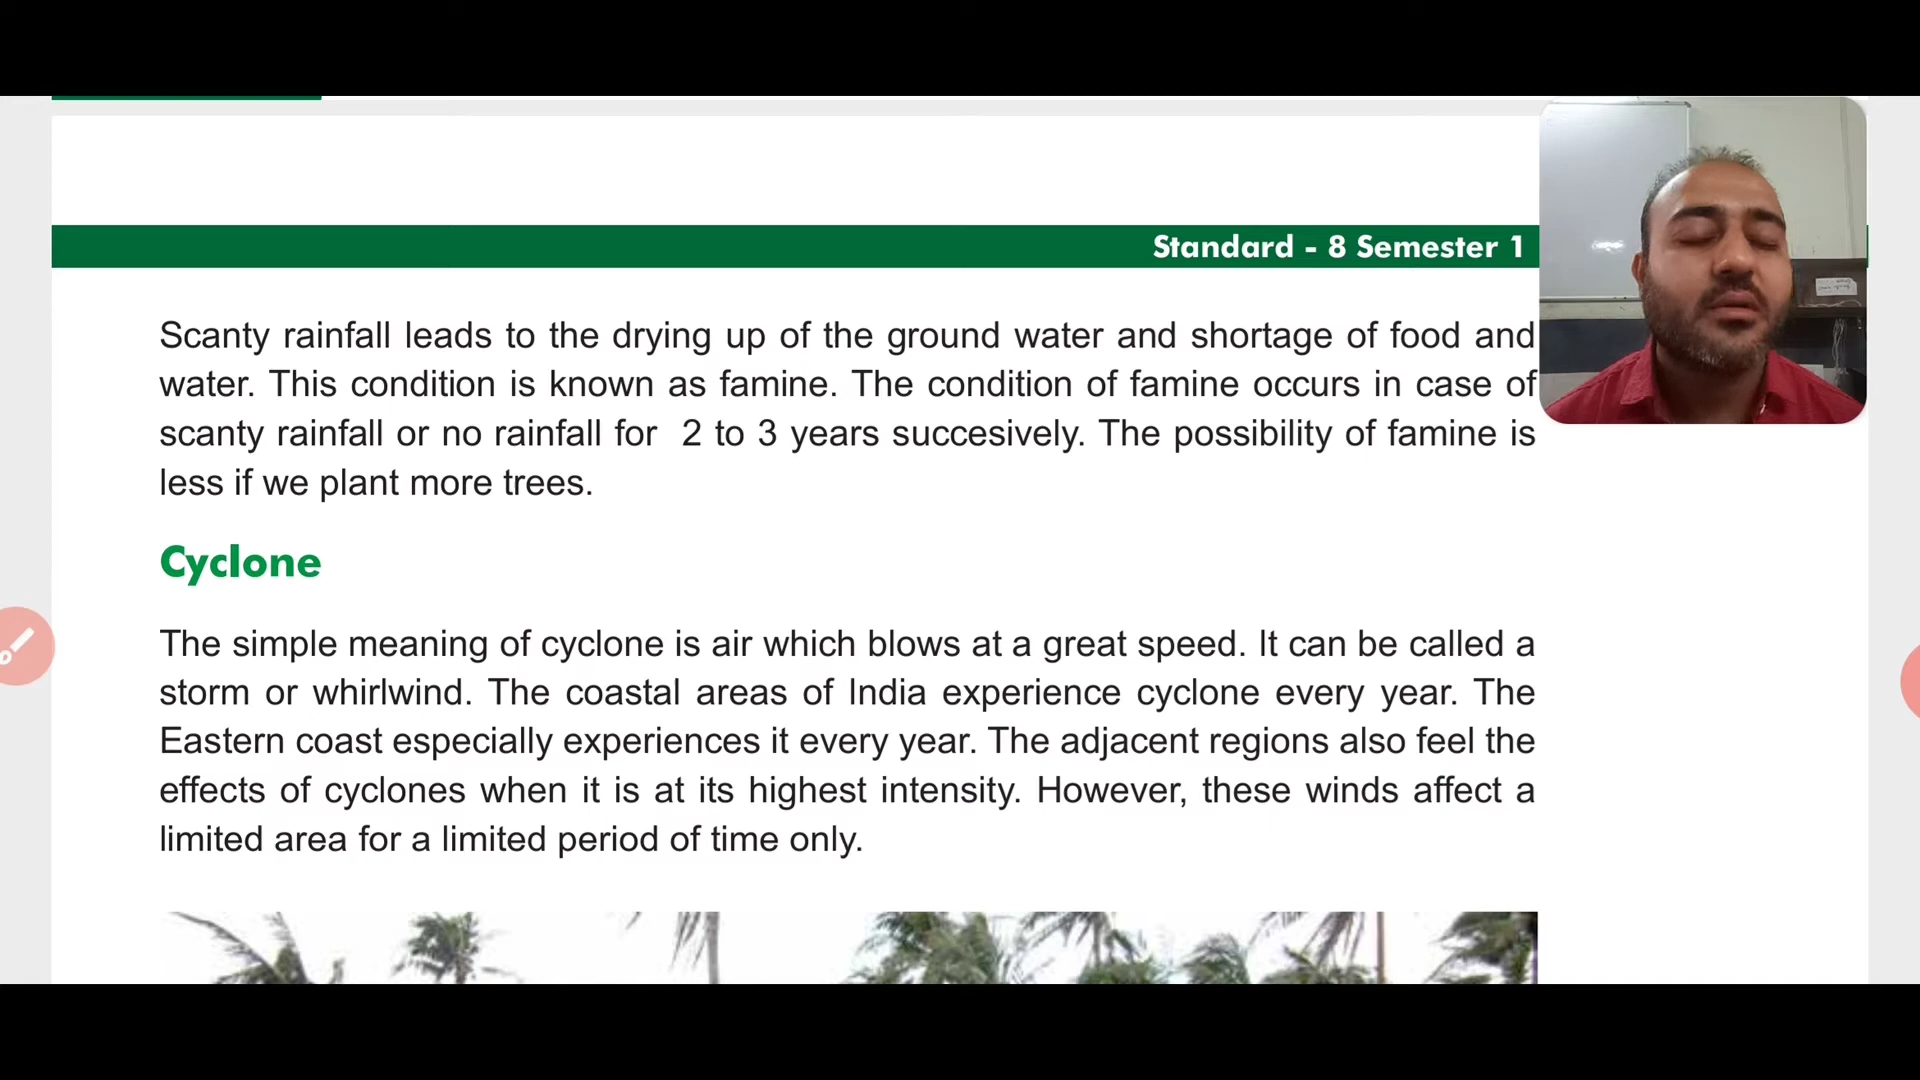 Standard - 8 Semester 1
Scanty rainfall leads to the drying up of the ground water and shortage of food and
water. This condition is known as famine. The condition of famine occurs in case of
scanty rainfall or no rainfall for 2 to 3 years succesively. The possibility of famine is
less if we plant more trees.
Cyclone
The simple meaning of cyclone is air which blows at a great speed. It can be called a
storm or whirlwind. The coastal areas of India experience cyclone every year. The
Eastern coast especially experiences it every year. The adjacent regions also feel the
effects of cyclones when it is at its highest intensity. However, these winds affect a
limited area for a limited period of time only.